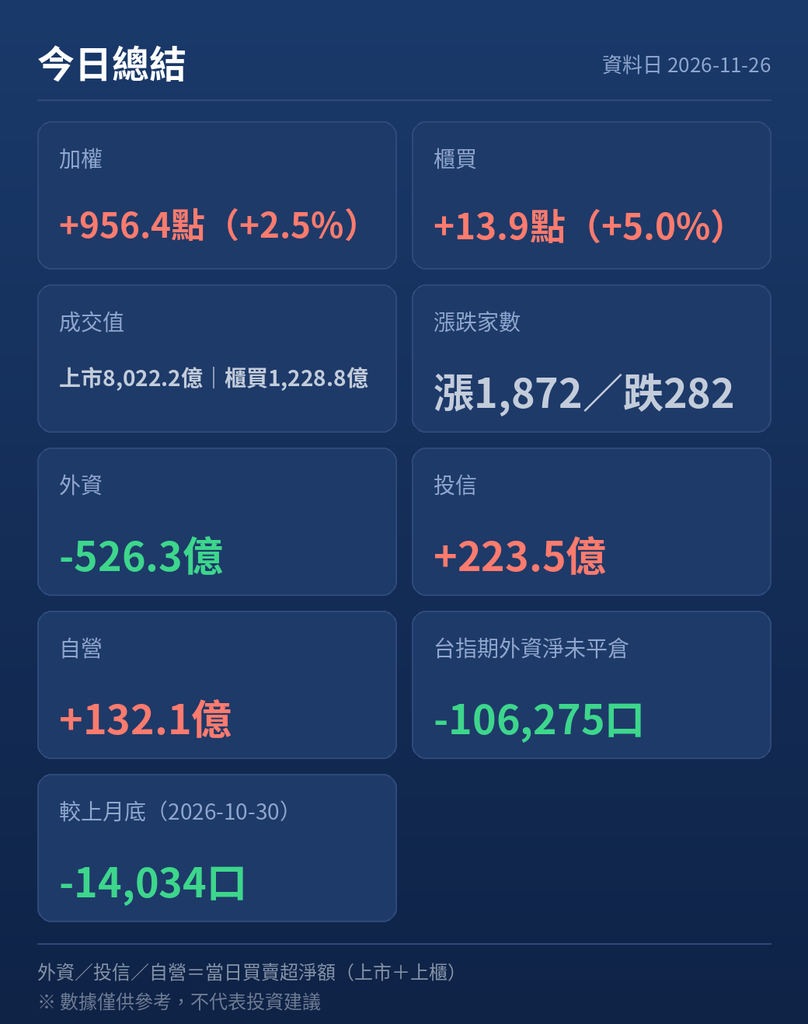 今日總結
資料日 2026-11-26
加權
+956.4點（+2.5%）
櫃買
+13.9點（+5.0%）
成交值
上市8,022.2億｜櫃買1,228.8億
漲跌家數
漲1,872／跌282
外資
-526.3億
投信
+223.5億
自營
+132.1億
台指期外資淨未平倉
-106,275口
較上月底（2026-10-30）
-14,034口
外資／投信／自營＝當日買賣超淨額（上市＋上櫃）
※ 數據僅供參考，不代表投資建議